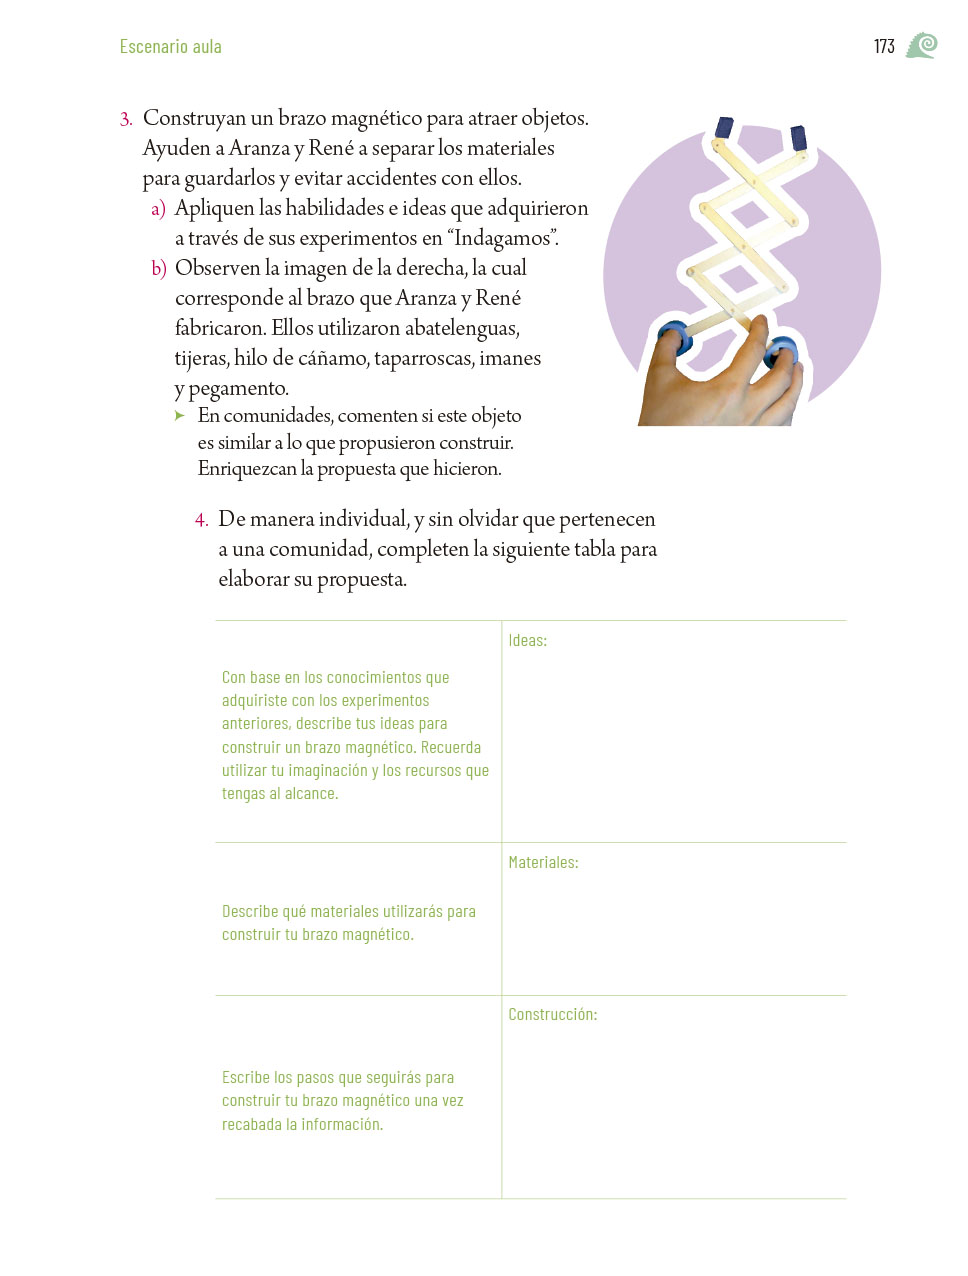 Escenario aula
173
3. Construyan un brazo magnético para atraer objetos.
Ayuden a Aranza y René a separar los materiales
para guardarlos y evitar accidentes con ellos.
a) Apliquen las habilidades e ideas que adquirieron
a través de sus experimentos en “Indagamos”.
b) Observen la imagen de la derecha, la cual
corresponde al brazo que Aranza y René
fabricaron. Ellos utilizaron abatelenguas,
tijeras, hilo de cáñamo, taparroscas, imanes
y pegamento.
➤ En comunidades, comenten si este objeto
es similar a lo que propusieron construir.
Enriquezcan la propuesta que hicieron.
4. De manera individual, y sin olvidar que pertenecen
a una comunidad, completen la siguiente tabla para
elaborar su propuesta.
Con base en los conocimientos que
adquiriste con los experimentos
anteriores, describe tus ideas para
construir un brazo magnético. Recuerda
utilizar tu imaginación y los recursos que
tengas al alcance.
Ideas:
Describe qué materiales utilizarás para
construir tu brazo magnético.
Materiales:
Escribe los pasos que seguirás para
construir tu brazo magnético una vez
recabada la información.
Construcción: